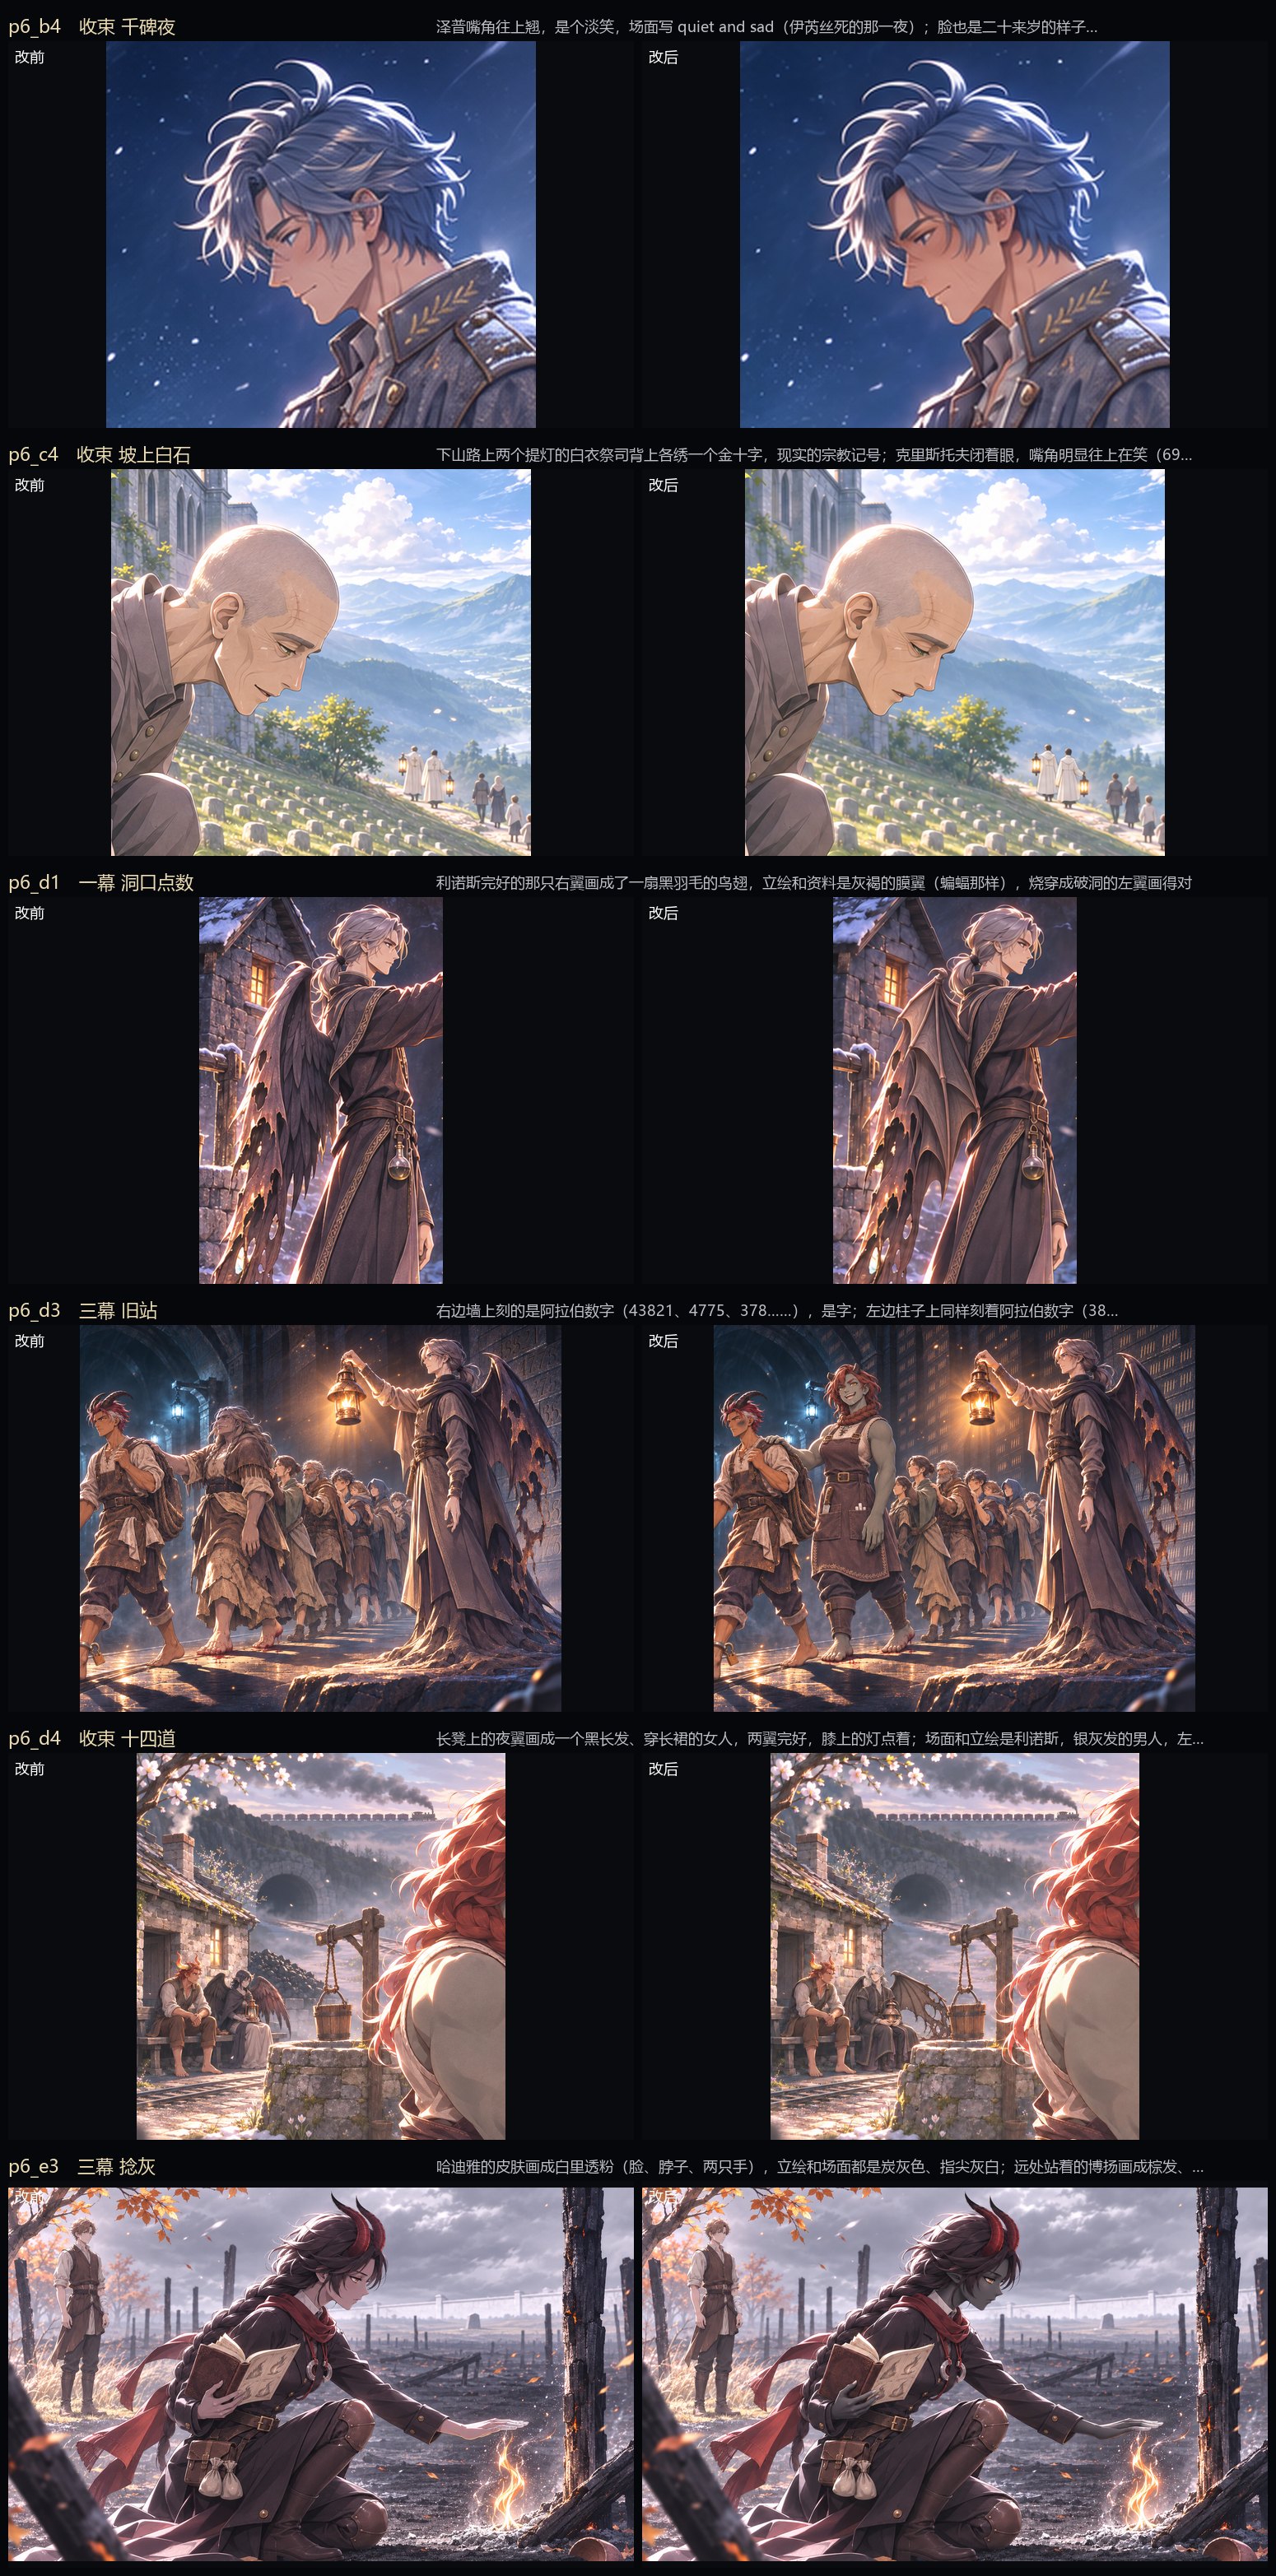 p6_b4 收束 千碑夜 泽普嘴角往上翘，是个淡笑，场面写 quiet and sad（伊芮丝死的那一夜）；脸也是二十来岁的样子…
改前 改后
p6_c4 收束 坡上白石 下山路上两个提灯的白衣祭司背上各绣一个金十字，现实的宗教记号；克里斯托夫闭着眼，嘴角明显往上在笑（69…
改前 改后
p6_d1 一幕 洞口点数 利诺斯完好的那只右翼画成了一扇黑羽毛的鸟翅，立绘和资料是灰褐的膜翼（蝙蝠那样），烧穿成破洞的左翼画得对
改前 改后
p6_d3 三幕 旧站 右边墙上刻的是阿拉伯数字（43821、4775、378……），是字；左边柱子上同样刻着阿拉伯数字（38…
改前 改后
p6_d4 收束 十四道 长凳上的夜翼画成一个黑长发、穿长裙的女人，两翼完好，膝上的灯点着；场面和立绘是利诺斯，银灰发的男人，左…
改前 改后
p6_e3 三幕 捻灰 哈迪雅的皮肤画成白里透粉（脸、脖子、两只手），立绘和场面都是炭灰色、指尖灰白；远处站着的博扬画成棕发、…
改前 改后